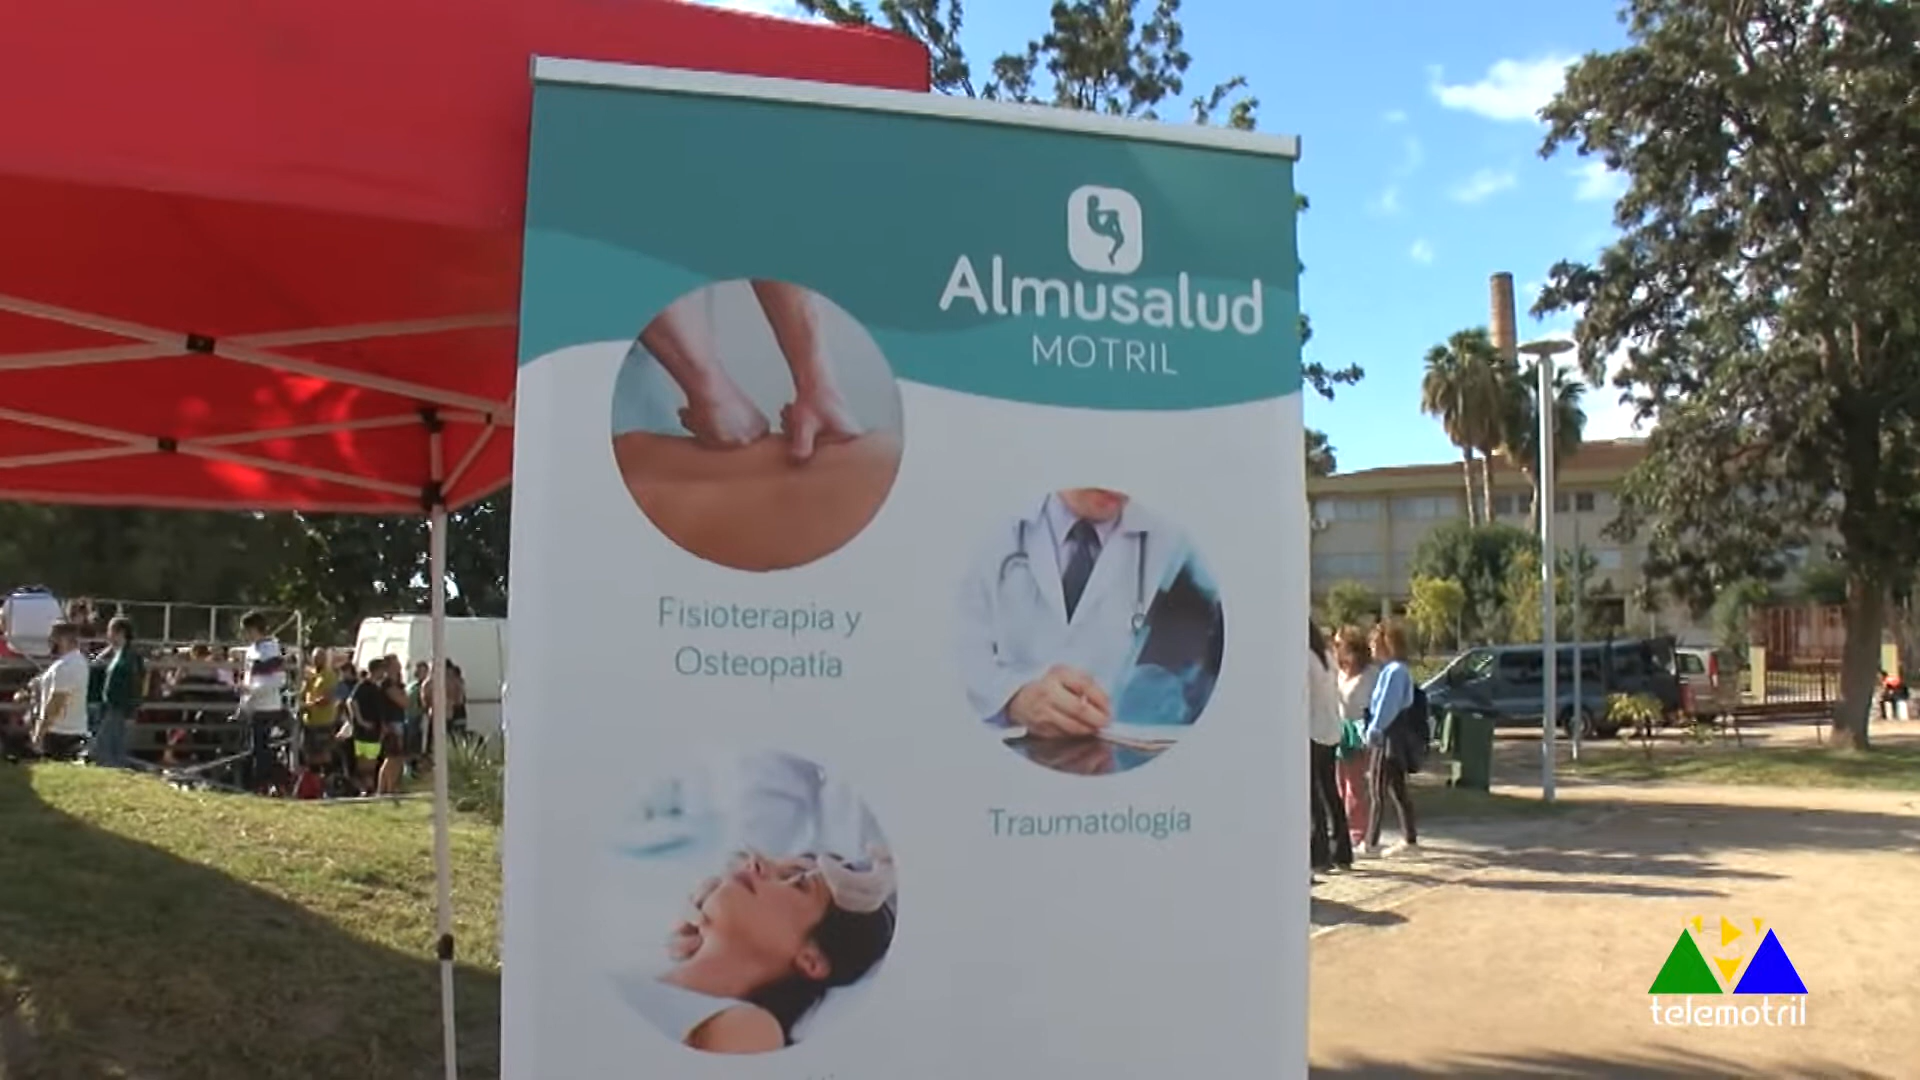 Almusalud
MOTRIL
Fisioterapia y
Osteopatía
Traumatología
telemotril